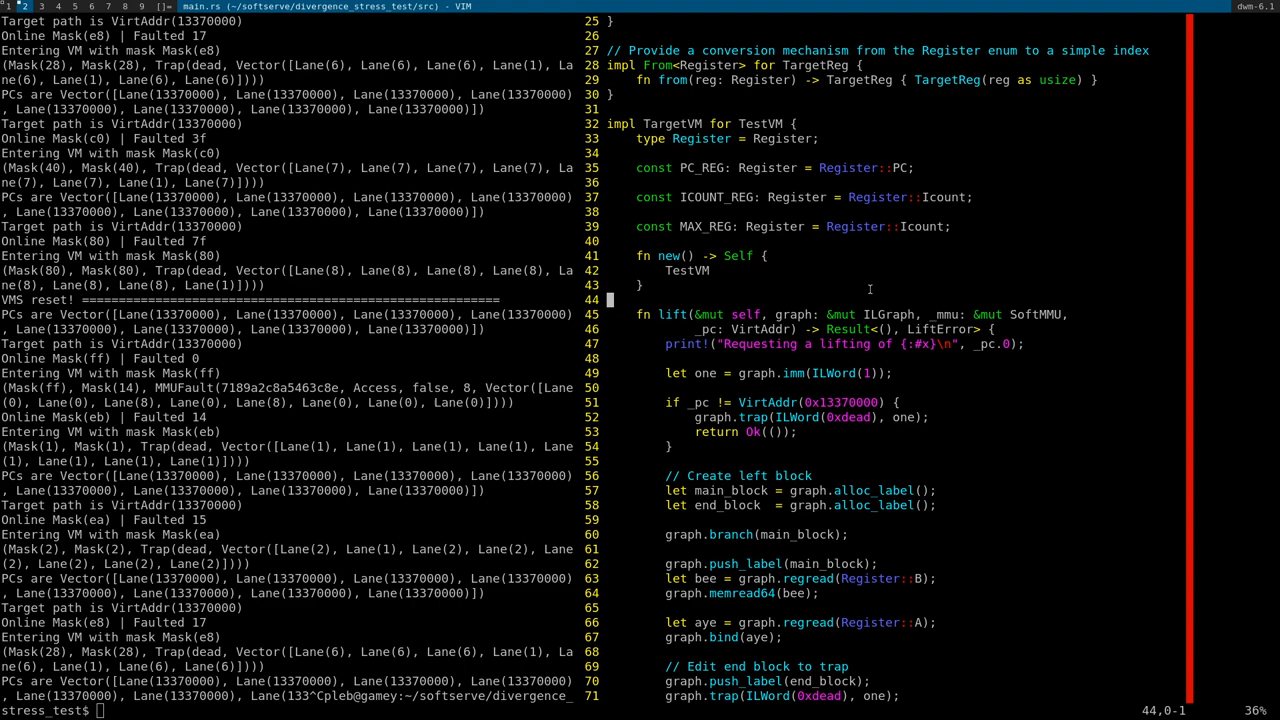 1 2 3 4 5 6 7 8 9 []= main.rs (~/softserve/divergence_stress_test/src) - VIM dwm-6.1
Target path is VirtAddr(13370000)
Online Mask(e8) | Faulted 17
Entering VM with mask Mask(e8)
(Mask(28), Mask(28), Trap(dead, Vector([Lane(6), Lane(6), Lane(6), Lane(1), La
ne(6), Lane(1), Lane(6), Lane(6)])))
PCs are Vector([Lane(13370000), Lane(13370000), Lane(13370000), Lane(13370000)
, Lane(13370000), Lane(13370000), Lane(13370000), Lane(13370000)])
Target path is VirtAddr(13370000)
Online Mask(c0) | Faulted 3f
Entering VM with mask Mask(c0)
(Mask(40), Mask(40), Trap(dead, Vector([Lane(7), Lane(7), Lane(7), Lane(7), La
ne(7), Lane(7), Lane(1), Lane(7)])))
PCs are Vector([Lane(13370000), Lane(13370000), Lane(13370000), Lane(13370000)
, Lane(13370000), Lane(13370000), Lane(13370000), Lane(13370000)])
Target path is VirtAddr(13370000)
Online Mask(80) | Faulted 7f
Entering VM with mask Mask(80)
(Mask(80), Mask(80), Trap(dead, Vector([Lane(8), Lane(8), Lane(8), Lane(8), La
ne(8), Lane(8), Lane(8), Lane(1)])))
VMS reset! =========================================================
PCs are Vector([Lane(13370000), Lane(13370000), Lane(13370000), Lane(13370000)
, Lane(13370000), Lane(13370000), Lane(13370000), Lane(13370000)])
Target path is VirtAddr(13370000)
Online Mask(ff) | Faulted 0
Entering VM with mask Mask(ff)
(Mask(ff), Mask(14), MMUFault(7189a2c8a5463c8e, Access, false, 8, Vector([Lane
(0), Lane(0), Lane(8), Lane(0), Lane(8), Lane(0), Lane(0), Lane(0)])))
Online Mask(eb) | Faulted 14
Entering VM with mask Mask(eb)
(Mask(1), Mask(1), Trap(dead, Vector([Lane(1), Lane(1), Lane(1), Lane(1), Lane
(1), Lane(1), Lane(1), Lane(1)])))
PCs are Vector([Lane(13370000), Lane(13370000), Lane(13370000), Lane(13370000)
, Lane(13370000), Lane(13370000), Lane(13370000), Lane(13370000)])
Target path is VirtAddr(13370000)
Online Mask(ea) | Faulted 15
Entering VM with mask Mask(ea)
(Mask(2), Mask(2), Trap(dead, Vector([Lane(2), Lane(1), Lane(2), Lane(2), Lane
(2), Lane(2), Lane(2), Lane(2)])))
PCs are Vector([Lane(13370000), Lane(13370000), Lane(13370000), Lane(13370000)
, Lane(13370000), Lane(13370000), Lane(13370000), Lane(13370000)])
Target path is VirtAddr(13370000)
Online Mask(e8) | Faulted 17
Entering VM with mask Mask(e8)
(Mask(28), Mask(28), Trap(dead, Vector([Lane(6), Lane(6), Lane(6), Lane(1), La
ne(6), Lane(1), Lane(6), Lane(6)])))
PCs are Vector([Lane(13370000), Lane(13370000), Lane(13370000), Lane(13370000)
, Lane(13370000), Lane(13370000), Lane(133^Cpleb@gamey:~/softserve/divergence_
stress_test$
25 }
26
27 // Provide a conversion mechanism from the Register enum to a simple index
28 impl From<Register> for TargetReg {
29     fn from(reg: Register) -> TargetReg { TargetReg(reg as usize) }
30 }
31
32 impl TargetVM for TestVM {
33     type Register = Register;
34
35     const PC_REG: Register = Register::PC;
36
37     const ICOUNT_REG: Register = Register::Icount;
38
39     const MAX_REG: Register = Register::Icount;
40
41     fn new() -> Self {
42         TestVM
43     }
44
45     fn lift(&mut self, graph: &mut ILGraph, _mmu: &mut SoftMMU,
46             _pc: VirtAddr) -> Result<(), LiftError> {
47         print!("Requesting a lifting of {:#x}\n", _pc.0);
48
49         let one = graph.imm(ILWord(1));
50
51         if _pc != VirtAddr(0x13370000) {
52             graph.trap(ILWord(0xdead), one);
53             return Ok(());
54         }
55
56         // Create left block
57         let main_block = graph.alloc_label();
58         let end_block  = graph.alloc_label();
59
60         graph.branch(main_block);
61
62         graph.push_label(main_block);
63         let bee = graph.regread(Register::B);
64         graph.memread64(bee);
65
66         let aye = graph.regread(Register::A);
67         graph.bind(aye);
68
69         // Edit end block to trap
70         graph.push_label(end_block);
71         graph.trap(ILWord(0xdead), one);
44,0-1 36%